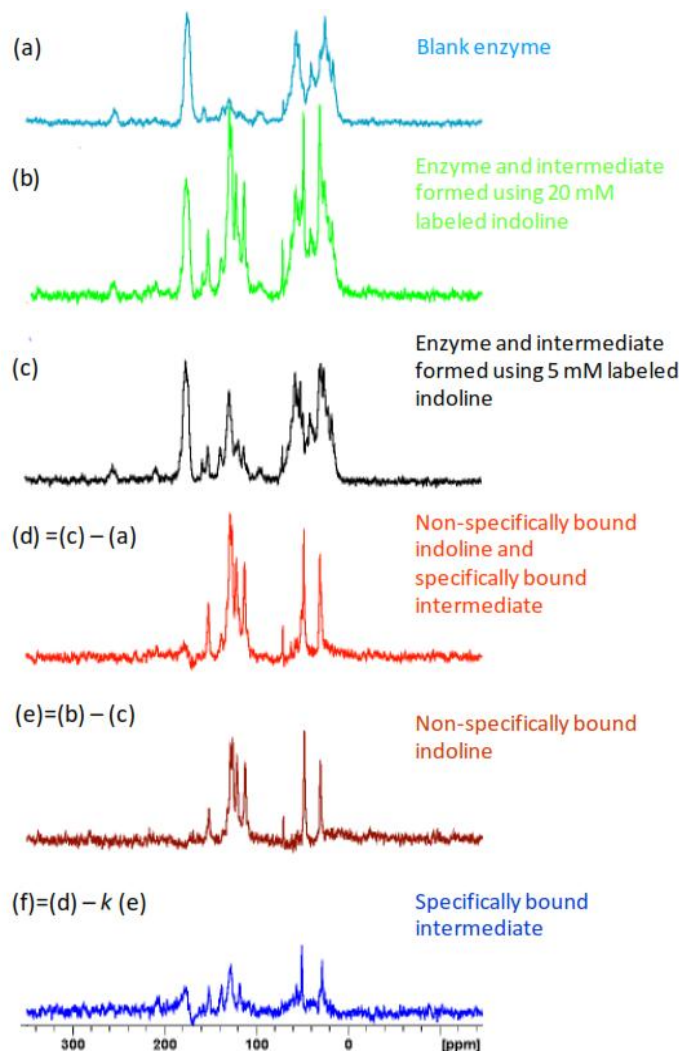 (a)
Blank enzyme
(b)
Enzyme and intermediate
formed using 20 mM
labeled indoline
(c)
Enzyme and intermediate
formed using 5 mM labeled
indoline
(d) =(c) – (a)
Non-specifically bound
indoline and
specifically bound
intermediate
(e)=(b) – (c)
Non-specifically bound
indoline
(f)=(d) – k (e)
Specifically bound
intermediate
300 200 100 0 [ppm]